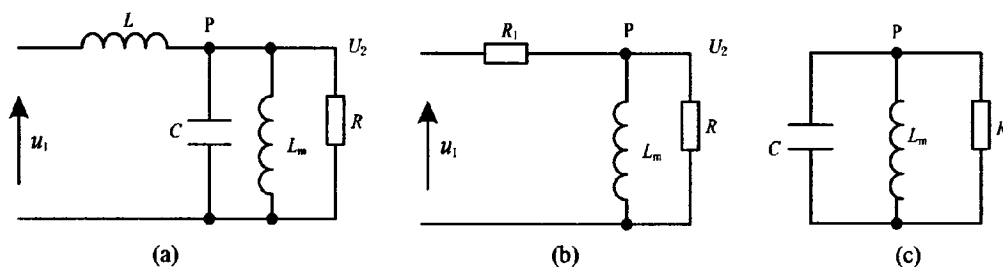 L P U₂
C Lₘ R
u₁
(a)
R₁ P U₂
Lₘ R
u₁
(b)
P
C Lₘ
(c)